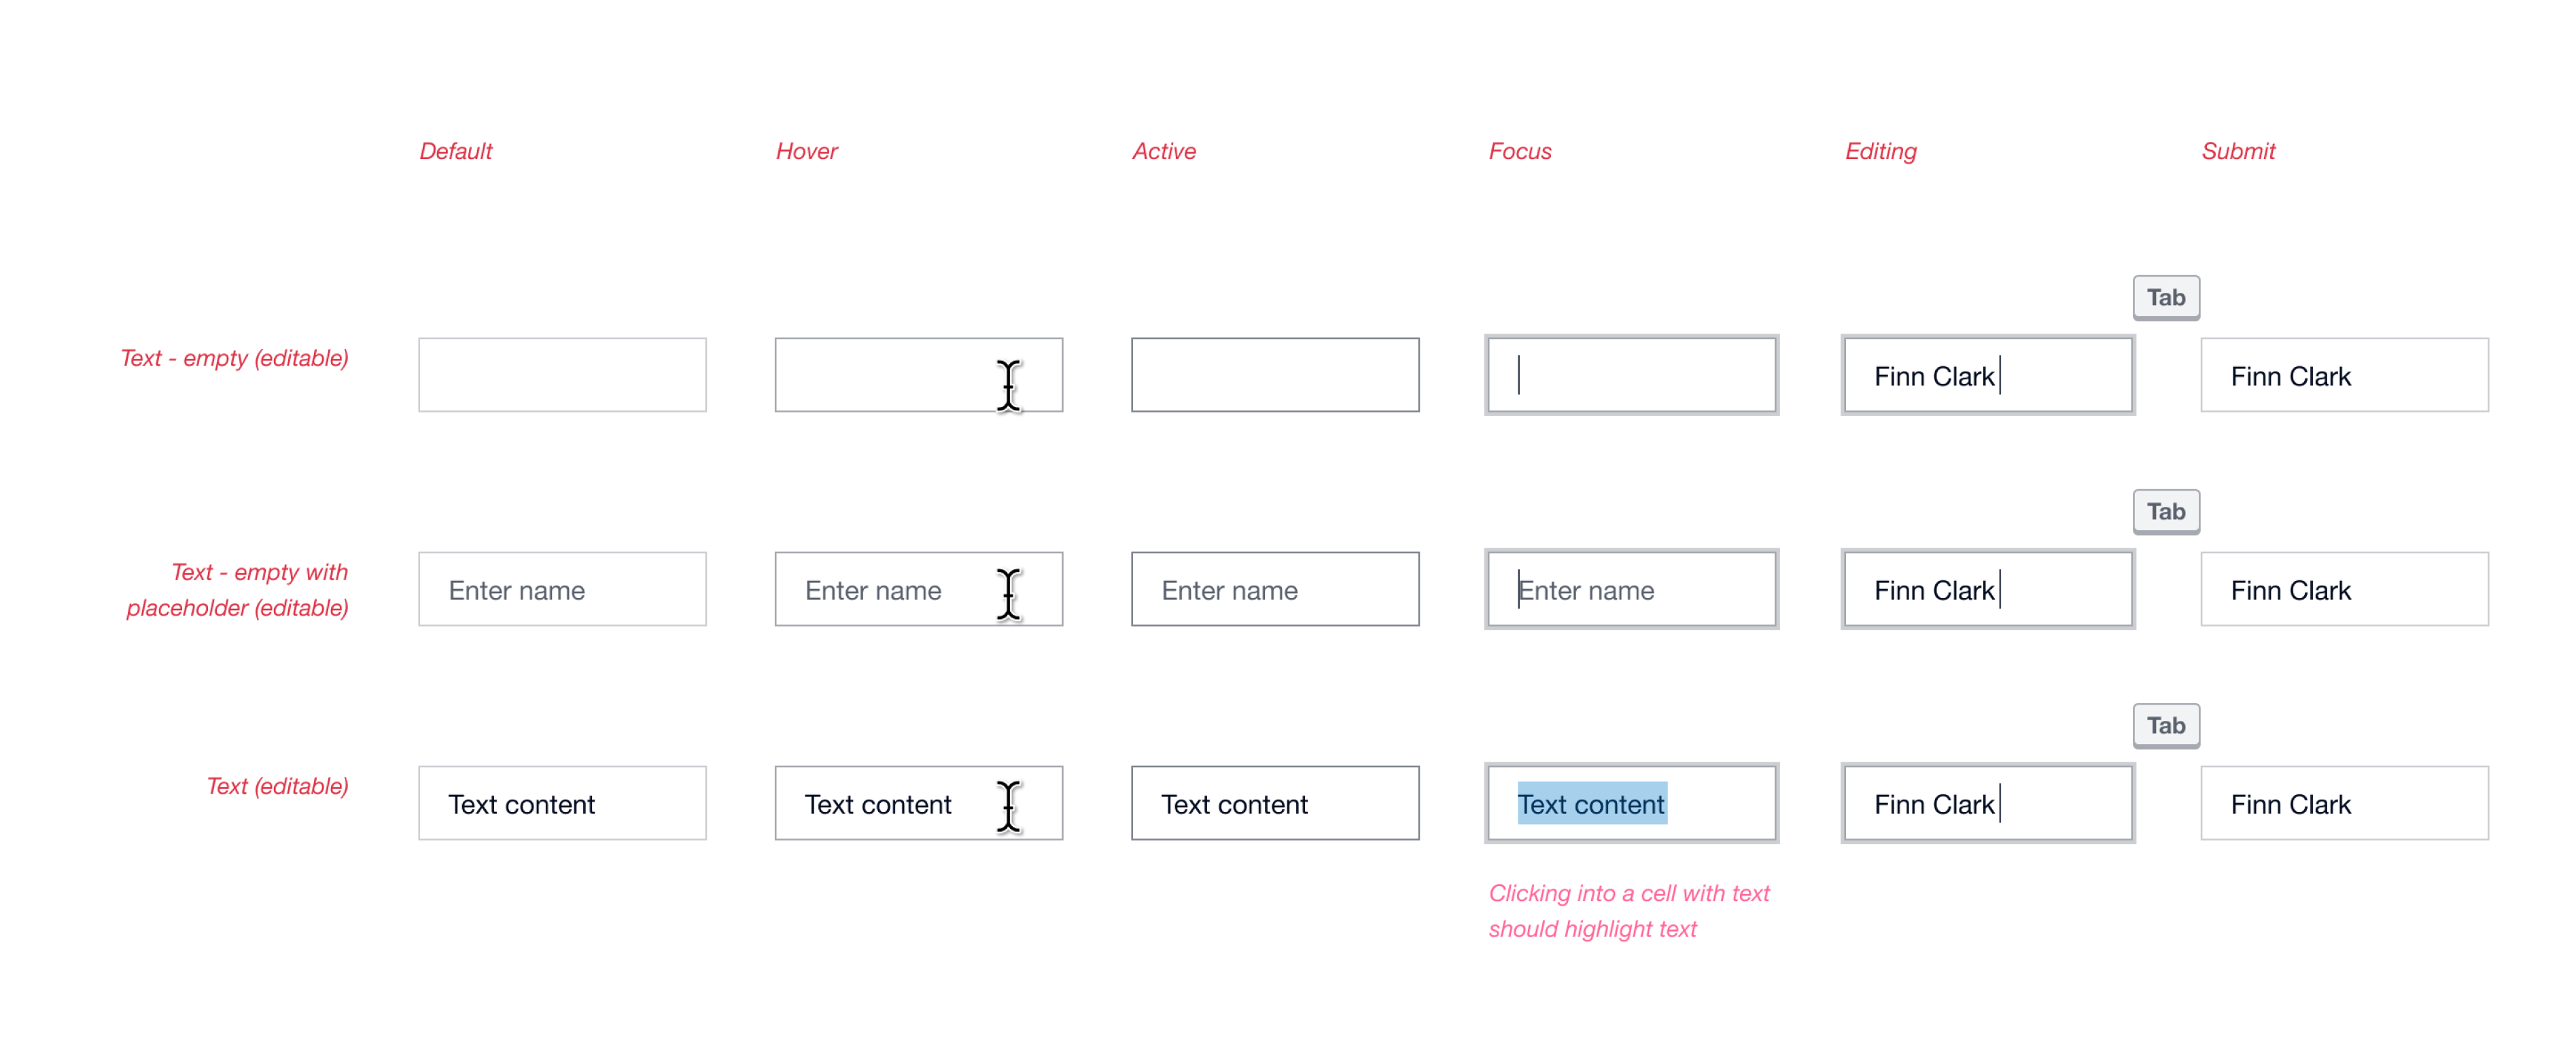 Default Hover Active Focus Editing Submit
Tab
Text - empty (editable) Finn Clark Finn Clark
Tab
Text - empty with
placeholder (editable)
Enter name Enter name Enter name Enter name Finn Clark Finn Clark
Tab
Text (editable) Text content Text content Text content Text content Finn Clark Finn Clark
Clicking into a cell with text
should highlight text